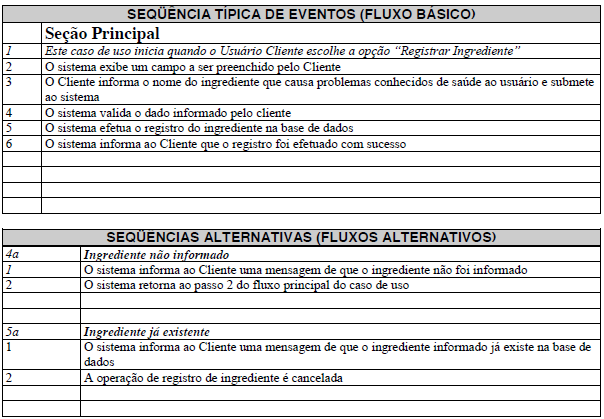 SEQÜÊNCIA TÍPICA DE EVENTOS (FLUXO BÁSICO)
Seção Principal
1 Este caso de uso inicia quando o Usuário Cliente escolhe a opção “Registrar Ingrediente”
2 O sistema exibe um campo a ser preenchido pelo Cliente
3 O Cliente informa o nome do ingrediente que causa problemas conhecidos de saúde ao usuário e submete
ao sistema
4 O sistema valida o dado informado pelo cliente
5 O sistema efetua o registro do ingrediente na base de dados
6 O sistema informa ao Cliente que o registro foi efetuado com sucesso
SEQÜENCIAS ALTERNATIVAS (FLUXOS ALTERNATIVOS)
4a Ingrediente não informado
1 O sistema informa ao Cliente uma mensagem de que o ingrediente não foi informado
2 O sistema retorna ao passo 2 do fluxo principal do caso de uso
5a Ingrediente já existente
1 O sistema informa ao Cliente uma mensagem de que o ingrediente informado já existe na base de
dados
2 A operação de registro de ingrediente é cancelada